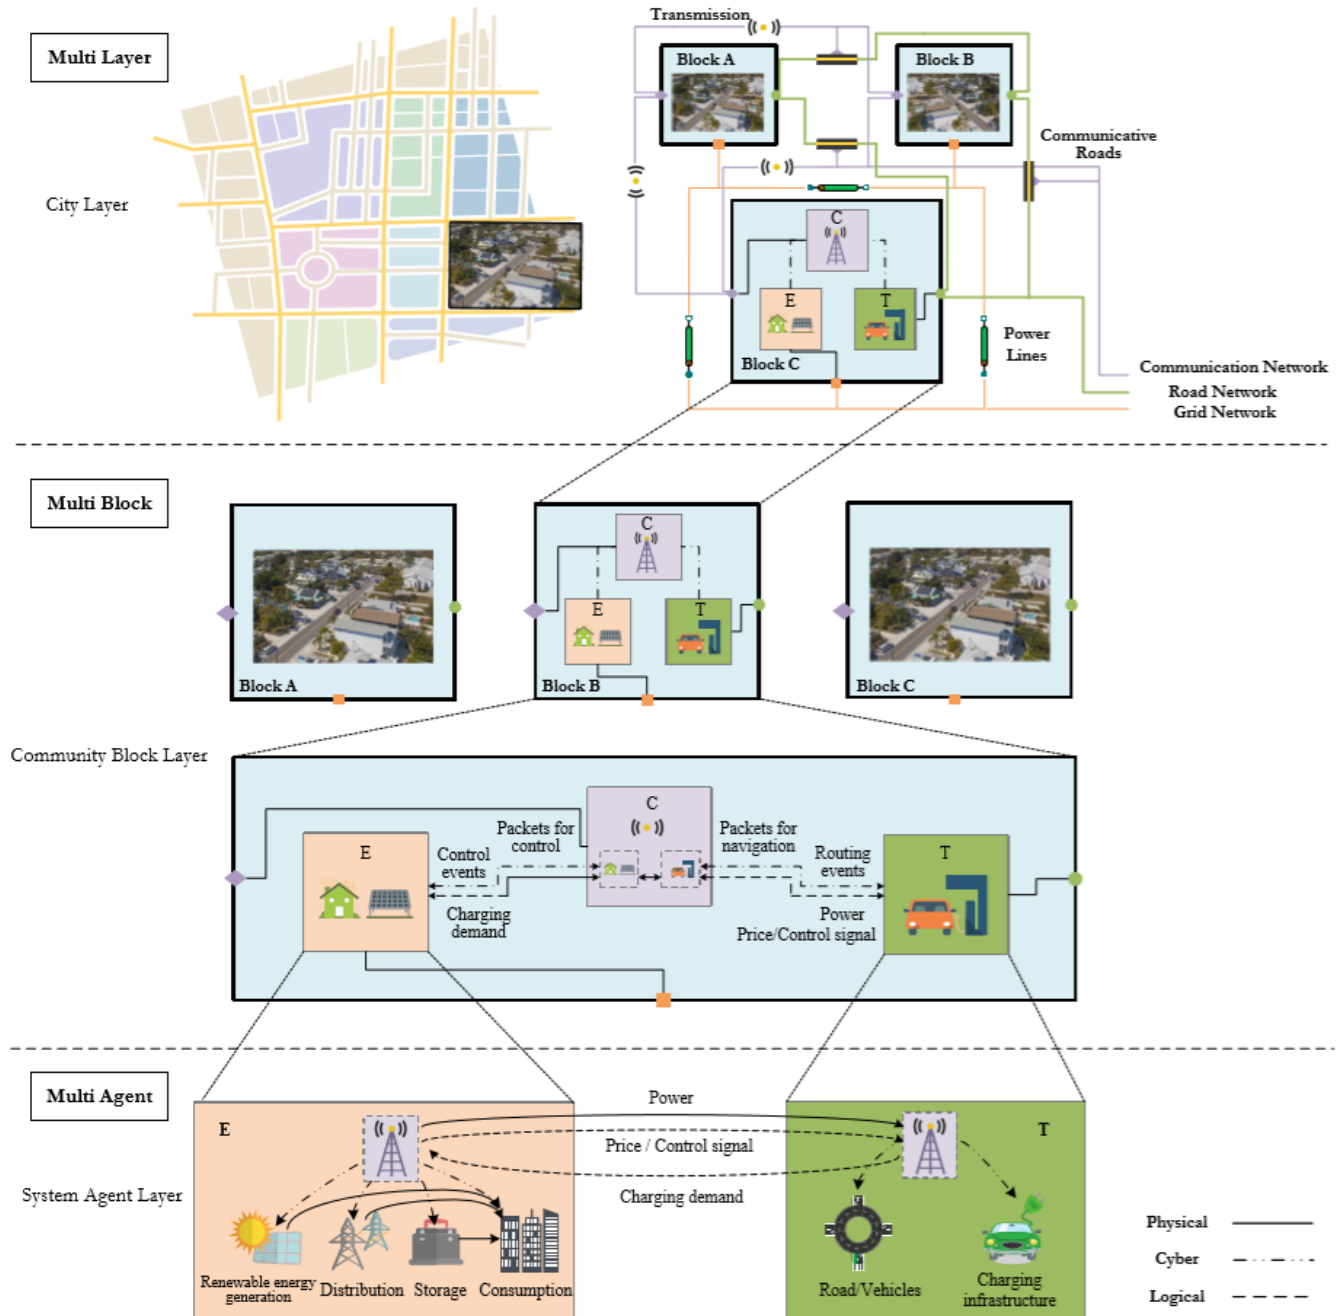 Multi Layer
City Layer
Transmission
Block A
Block B
Communicative
Roads
C
E
T
Block C
Power
Lines
Communication Network
Road Network
Grid Network
Multi Block
Block A
C
E
T
Block B
Block C
Community Block Layer
E
Control
events
Charging
demand
Packets for
control
C
Packets for
navigation
Routing
events
Power
Price/Control signal
T
Multi Agent
System Agent Layer
E
Renewable energy
generation
Distribution
Storage
Consumption
Power
Price / Control signal
Charging demand
T
Road/Vehicles
Charging
infrastructure
Physical
Cyber
Logical